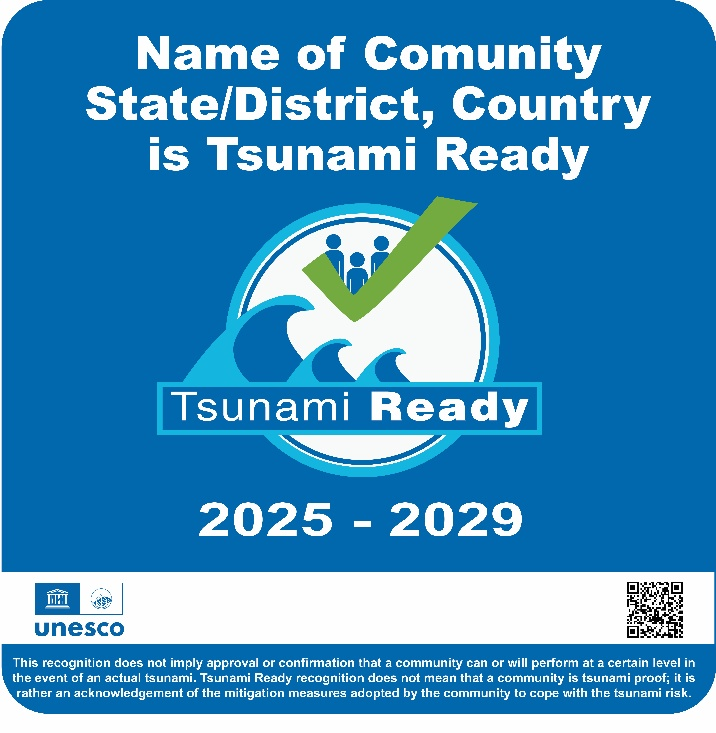 Name of Comunity
State/District, Country
is Tsunami Ready
Tsunami Ready
2025 - 2029
unesco
This recognition does not imply approval or confirmation that a community can or will perform at a certain level in
the event of an actual tsunami. Tsunami Ready recognition does not mean that a community is tsunami proof; it is
rather an acknowledgement of the mitigation measures adopted by the community to cope with the tsunami risk.